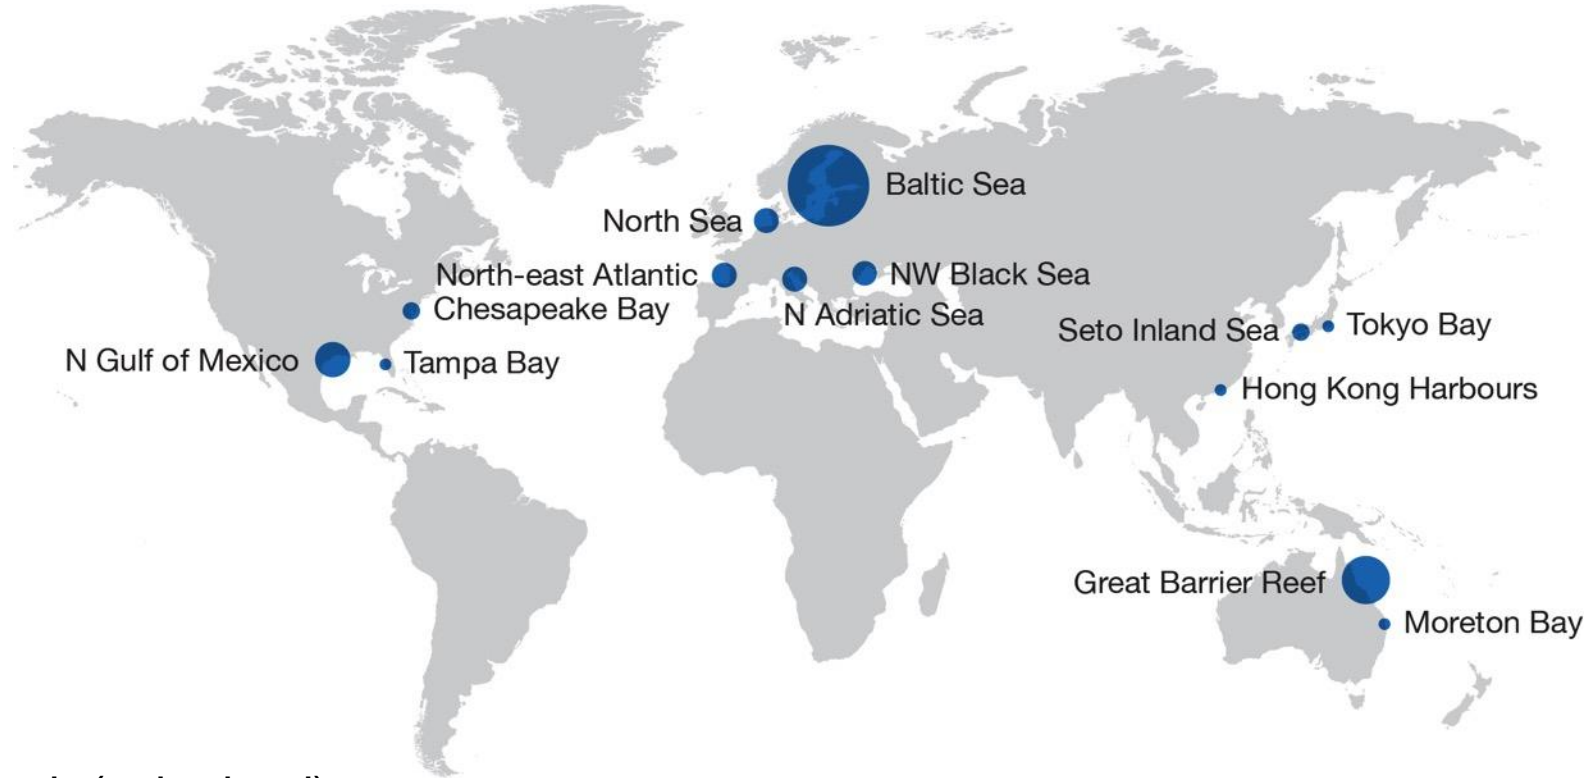 Baltic Sea
North Sea
North-east Atlantic
NW Black Sea
Chesapeake Bay
N Adriatic Sea
Seto Inland Sea
Tokyo Bay
N Gulf of Mexico
Tampa Bay
Hong Kong Harbours
Great Barrier Reef
Moreton Bay